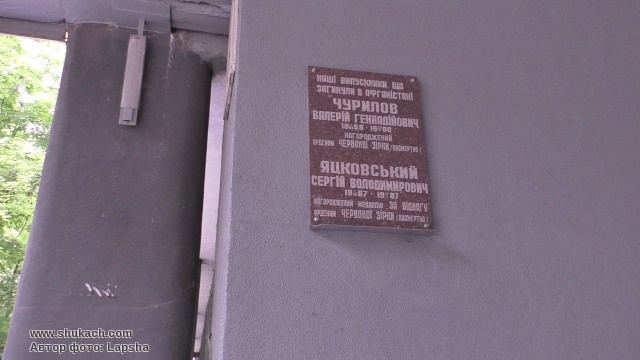 НАШІ ВИПУСКНИКИ, ЩО
ЗАГИНУЛИ В АФГАНІСТАНІ
ЧУРИЛОВ
ВАЛЕРІЙ ГЕННАДІЙОВИЧ
НАГОРОДЖЕНИЙ
ОРДЕНОМ ЧЕРВОНОЇ ЗІРКИ /ПОСМЕРТНО/
ЯЦКОВСЬКИЙ
СЕРГІЙ ВОЛОДИМИРОВИЧ
НАГОРОДЖЕНИЙ МЕДАЛЛЮ ЗА ВІДВАГУ
ОРДЕНОМ ЧЕРВОНОЇ ЗІРКИ /ПОСМЕРТНО/
www.shukach.com
Автор фото: Lapsha